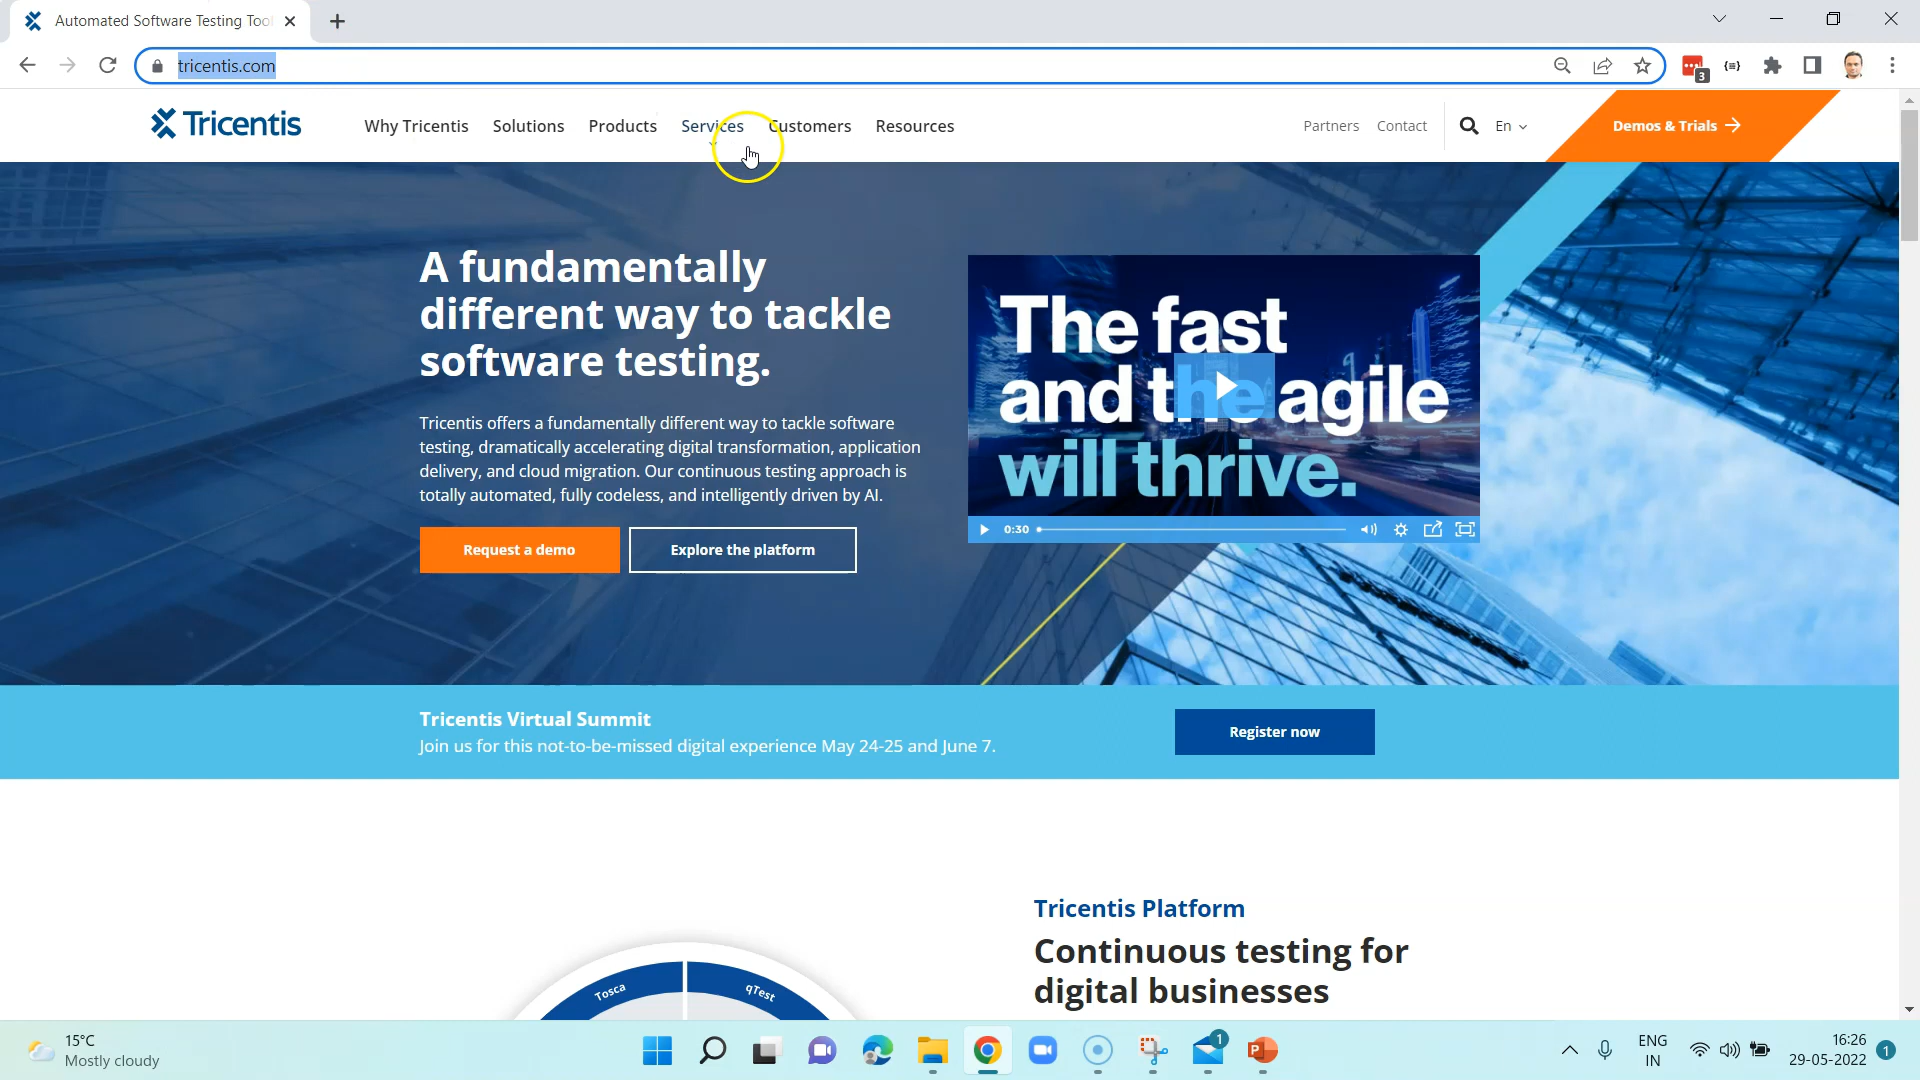 Automated Software Testing Tool
tricentis.com
3
Tricentis
Why Tricentis
Solutions
Products
Services
Customers
Resources
Partners
Contact
En
Demos & Trials
A fundamentally
different way to tackle
software testing.
Tricentis offers a fundamentally different way to tackle software
testing, dramatically accelerating digital transformation, application
delivery, and cloud migration. Our continuous testing approach is
totally automated, fully codeless, and intelligently driven by AI.
Request a demo
Explore the platform
The fast
and the agile
will thrive.
0:30
Tricentis Virtual Summit
Join us for this not-to-be-missed digital experience May 24-25 and June 7.
Register now
Tricentis Platform
Continuous testing for
digital businesses
Tosca
qTest
15°C
Mostly cloudy
1
ENG
IN
16:26
29-05-2022
1